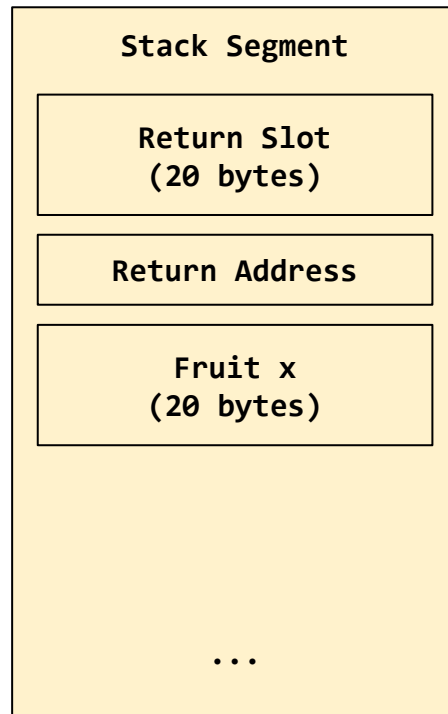 Stack Segment
Return Slot
(20 bytes)
Return Address
Fruit x
(20 bytes)
...